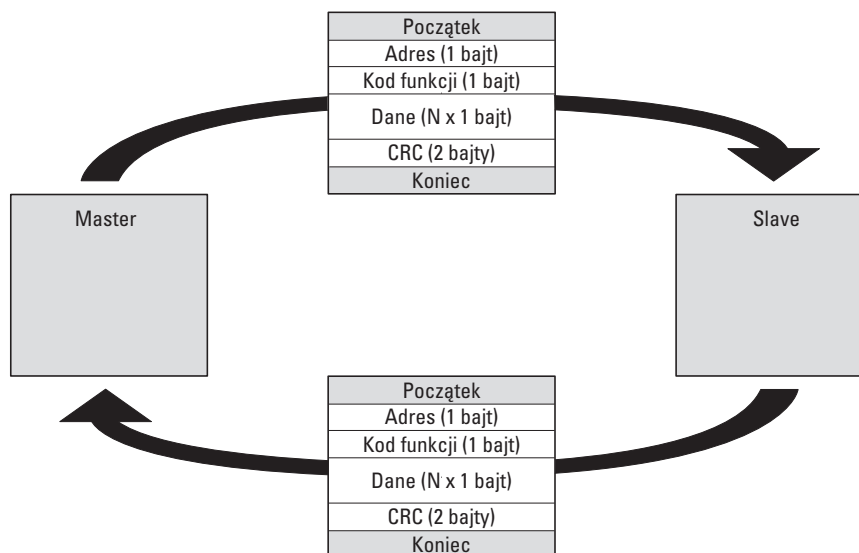 Początek
Adres (1 bajt)
Kod funkcji (1 bajt)
Dane (N x 1 bajt)
CRC (2 bajty)
Koniec
Master
Slave
Początek
Adres (1 bajt)
Kod funkcji (1 bajt)
Dane (N x 1 bajt)
CRC (2 bajty)
Koniec